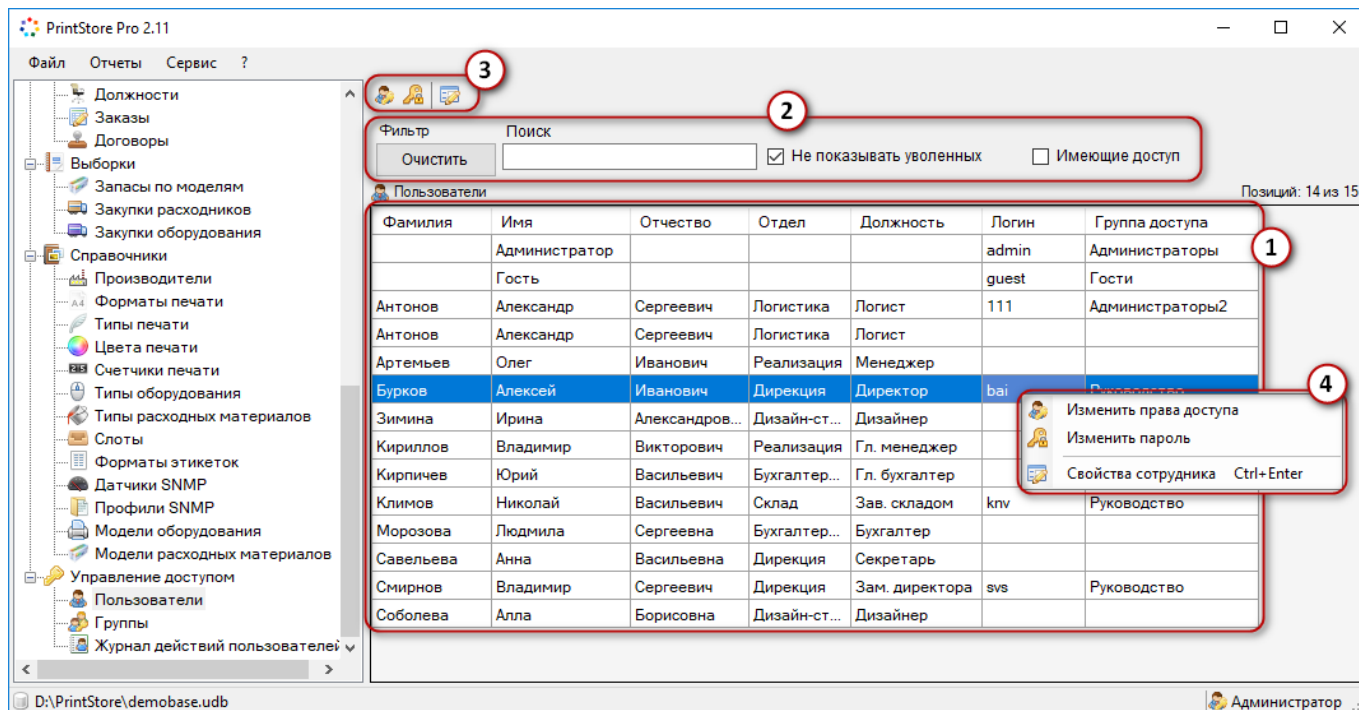 PrintStore Pro 2.11
Файл Отчеты Сервис ?
Должности
Заказы
Договоры
Выборки
Запасы по моделям
Закупки расходников
Закупки оборудования
Справочники
Производители
A4 Форматы печати
Типы печати
Цвета печати
Счетчики печати
Типы оборудования
Типы расходных материалов
Слоты
Форматы этикеток
Датчики SNMP
Профили SNMP
Модели оборудования
Модели расходных материалов
Управление доступом
Пользователи
Группы
Журнал действий пользователей
3
2
Фильтр Поиск
Очистить Не показывать уволенных Имеющие доступ
Пользователи Позиций: 14 из 15
1
Фамилия Имя Отчество Отдел Должность Логин Группа доступа
Администратор admin Администраторы
Гость guest Гости
Антонов Александр Сергеевич Логистика Логист 111 Администраторы2
Антонов Александр Сергеевич Логистика Логист
Артемьев Олег Иванович Реализация Менеджер
Бурков Алексей Иванович Дирекция Директор bai Руководство
Зимина Ирина Александров... Дизайн-ст... Дизайнер
Кириллов Владимир Викторович Реализация Гл. менеджер
Кирпичев Юрий Васильевич Бухгалтер... Гл. бухгалтер
Климов Николай Васильевич Склад Зав. складом knv Руководство
Морозова Людмила Сергеевна Бухгалтер... Бухгалтер
Савельева Анна Васильевна Дирекция Секретарь
Смирнов Владимир Сергеевич Дирекция Зам. директора svs Руководство
Соболева Алла Борисовна Дизайн-ст... Дизайнер
4
Изменить права доступа
Изменить пароль
Свойства сотрудника Ctrl+Enter
D:\PrintStore\demobase.udb Администратор